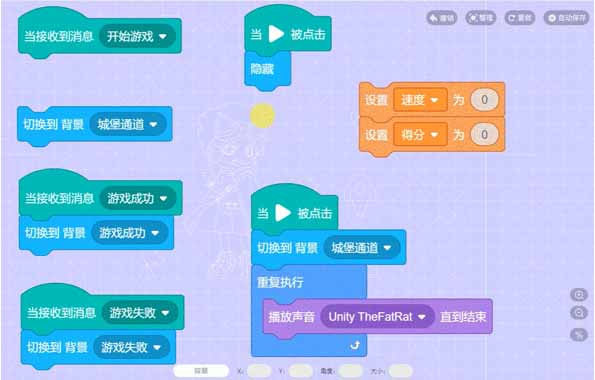 当接收到消息 开始游戏
切换到 背景 城堡通道
当接收到消息 游戏成功
切换到 背景 游戏成功
当接收到消息 游戏失败
切换到 背景 游戏失败
当 被点击
隐藏
当 被点击
切换到 背景 城堡通道
重复执行
播放声音 Unity TheFatRat 直到结束
撤销 整理 复制 自动保存
设置 速度 为 0
设置 得分 为 0
背景 X: Y: 角度: 大小: